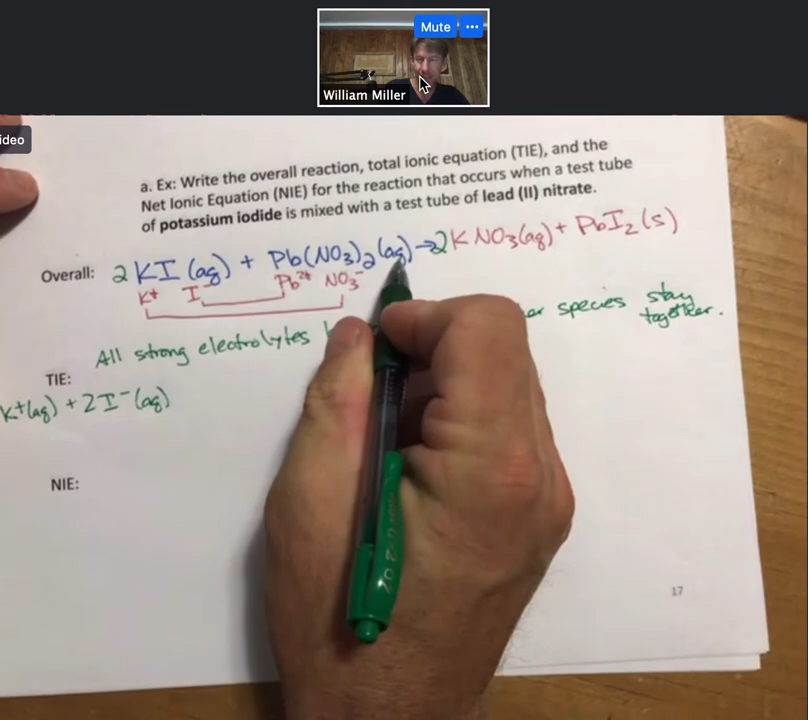 Mute
William Miller
ideo
a. Ex: Write the overall reaction, total ionic equation (TIE), and the
Net Ionic Equation (NIE) for the reaction that occurs when a test tube
of potassium iodide is mixed with a test tube of lead (II) nitrate.
Overall: 2KI (aq) + Pb(NO3)2(aq) → 2KNO3(aq) + PbI2(s)
K+ I- Pb2+ NO3-
All strong electrolytes species stay
together.
TIE:
K+(aq) + 2I-(aq)
NIE:
17